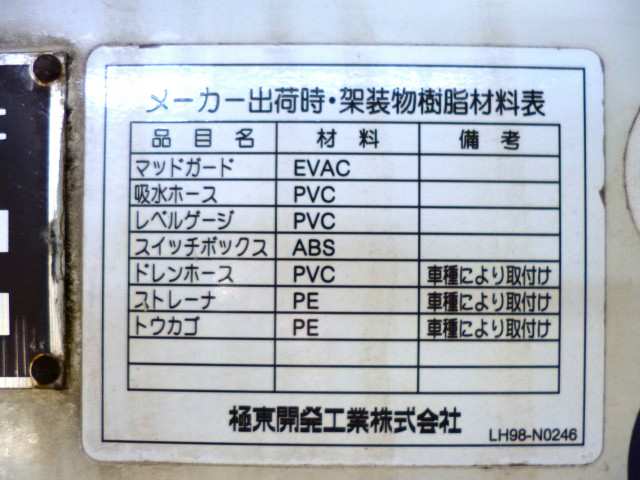 メーカー出荷時・架装物樹脂材料表
品目名 材料 備考
マッドガード EVAC
吸水ホース PVC
レベルゲージ PVC
スイッチボックス ABS
ドレンホース PVC 車種により取付け
ストレーナ PE 車種により取付け
トウカゴ PE 車種により取付け
極東開発工業株式会社
LH98-N0246